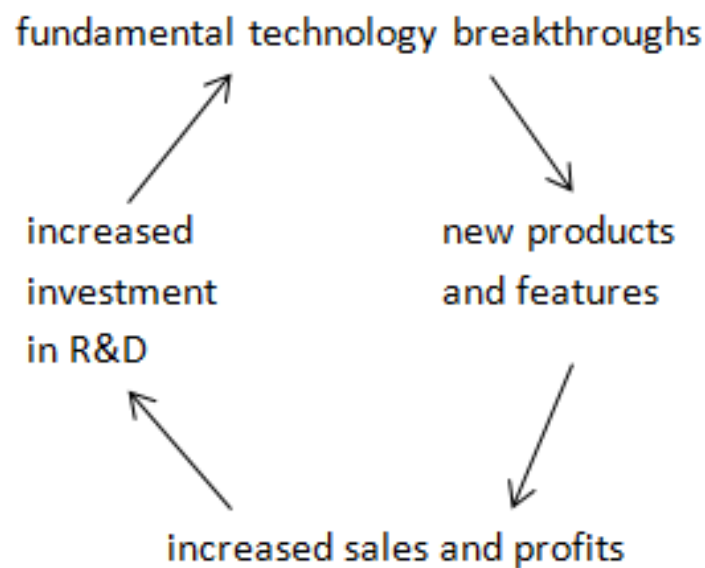 fundamental technology breakthroughs
increased
investment
in R&D
new products
and features
increased sales and profits